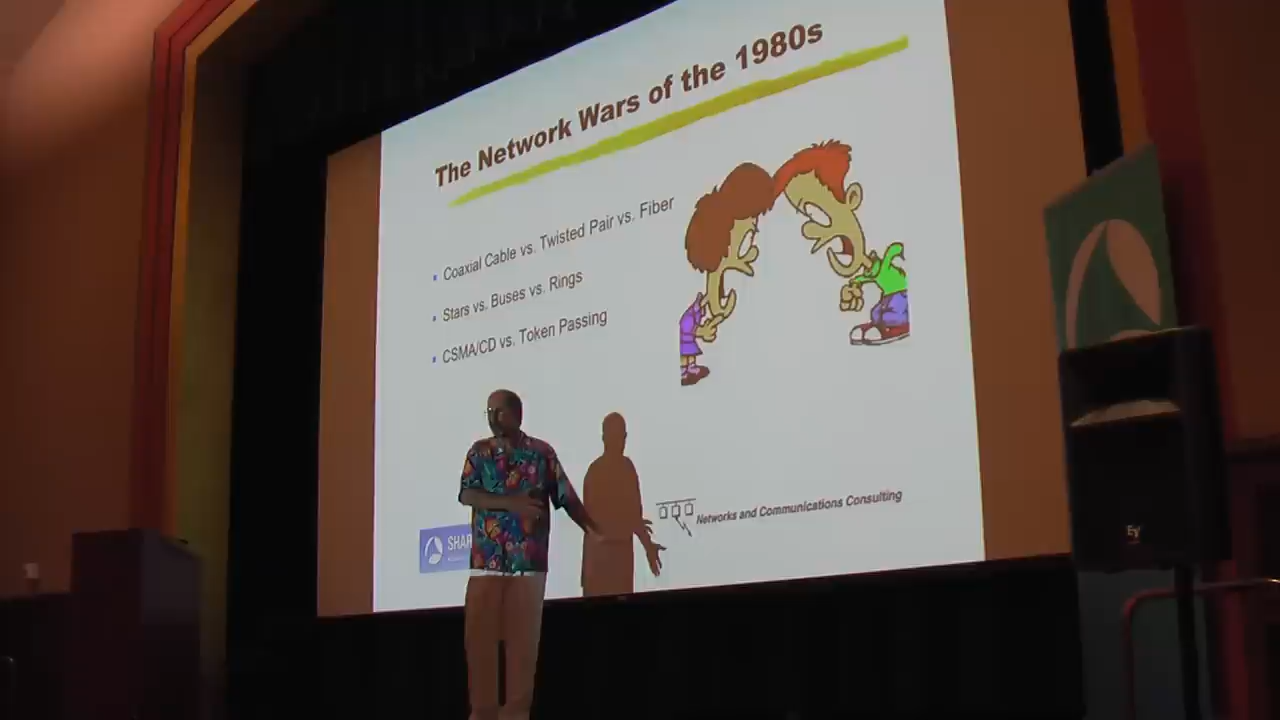 The Network Wars of the 1980s
Coaxial Cable vs. Twisted Pair vs. Fiber
Stars vs. Buses vs. Rings
CSMA/CD vs. Token Passing
SHAR
Networks and Communications Consulting
EV